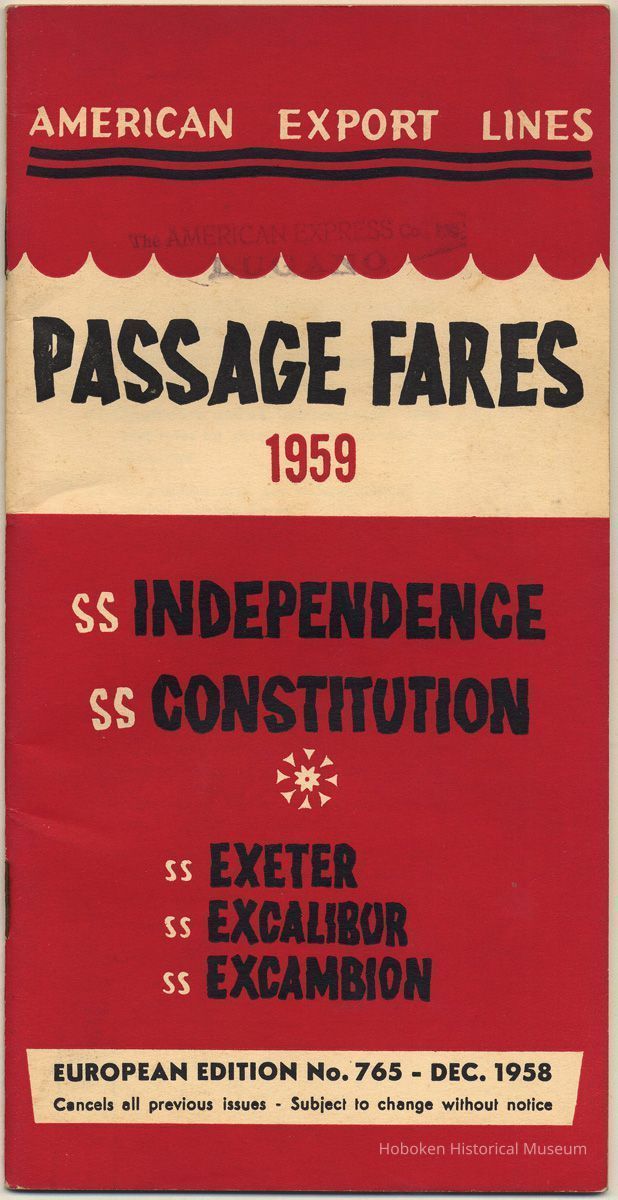 AMERICAN EXPORT LINES
The AMERICAN EXPRESS Co.
PASSAGE FARES
1959
SS INDEPENDENCE
SS CONSTITUTION
SS EXETER
SS EXCALIBUR
SS EXCAMBION
EUROPEAN EDITION No. 765 - DEC. 1958
Cancels all previous issues - Subject to change without notice
Hoboken Historical Museum